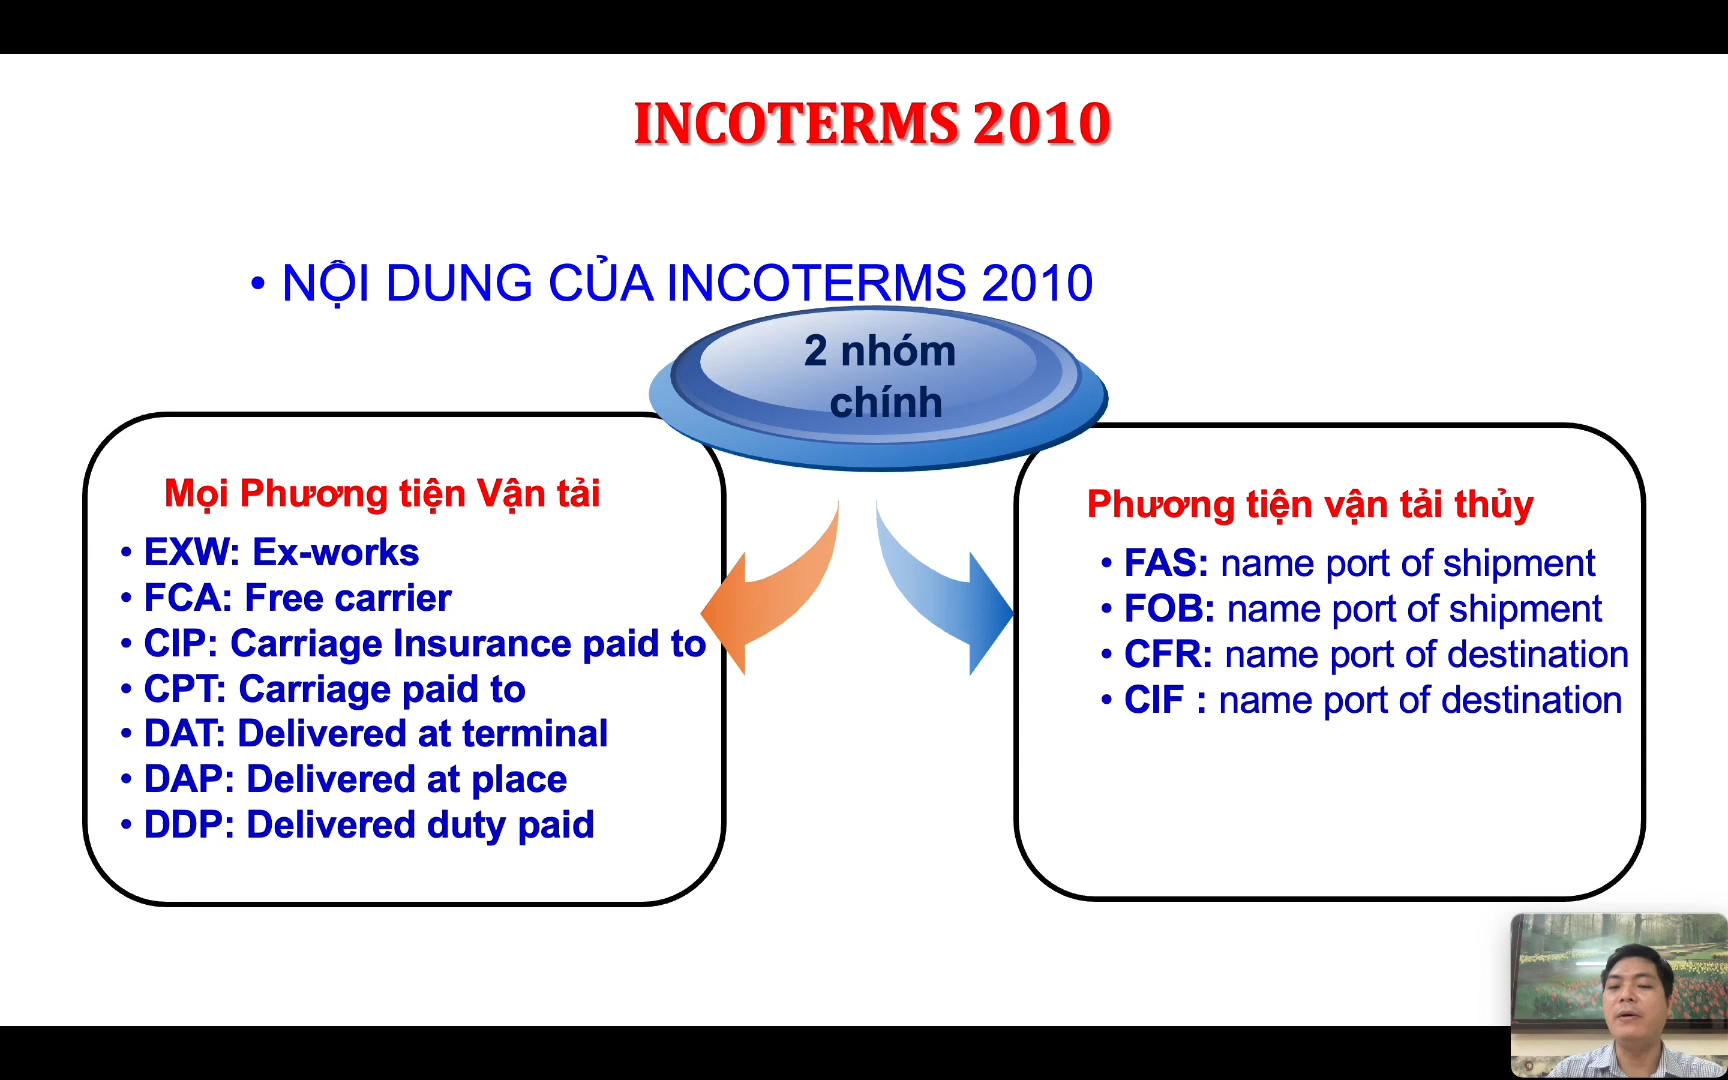 INCOTERMS 2010
• NỘI DUNG CỦA INCOTERMS 2010
2 nhóm
chính
Mọi Phương tiện Vận tải
• EXW: Ex-works
• FCA: Free carrier
• CIP: Carriage Insurance paid to
• CPT: Carriage paid to
• DAT: Delivered at terminal
• DAP: Delivered at place
• DDP: Delivered duty paid
Phương tiện vận tải thủy
• FAS: name port of shipment
• FOB: name port of shipment
• CFR: name port of destination
• CIF : name port of destination